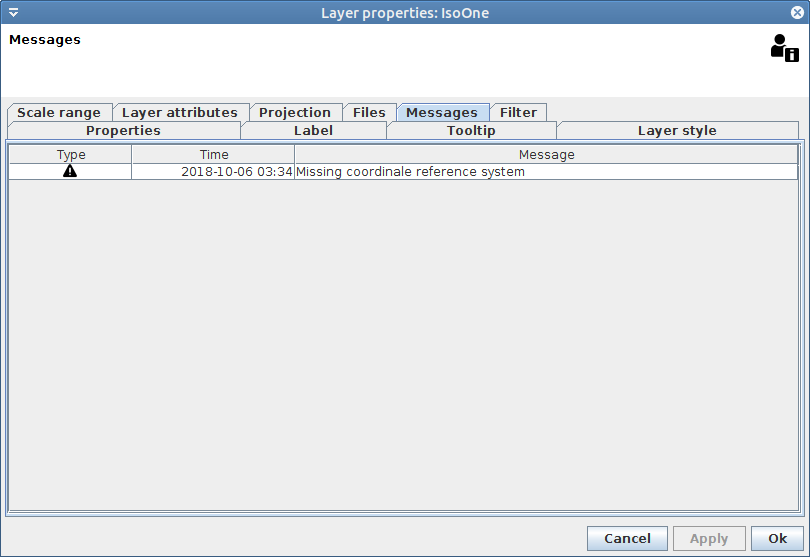 Layer properties: IsoOne
Messages
Scale range Layer attributes Projection Files Messages Filter
Properties Label Tooltip Layer style
Type Time Message
2018-10-06 03:34 Missing coordinale reference system
Cancel Apply Ok